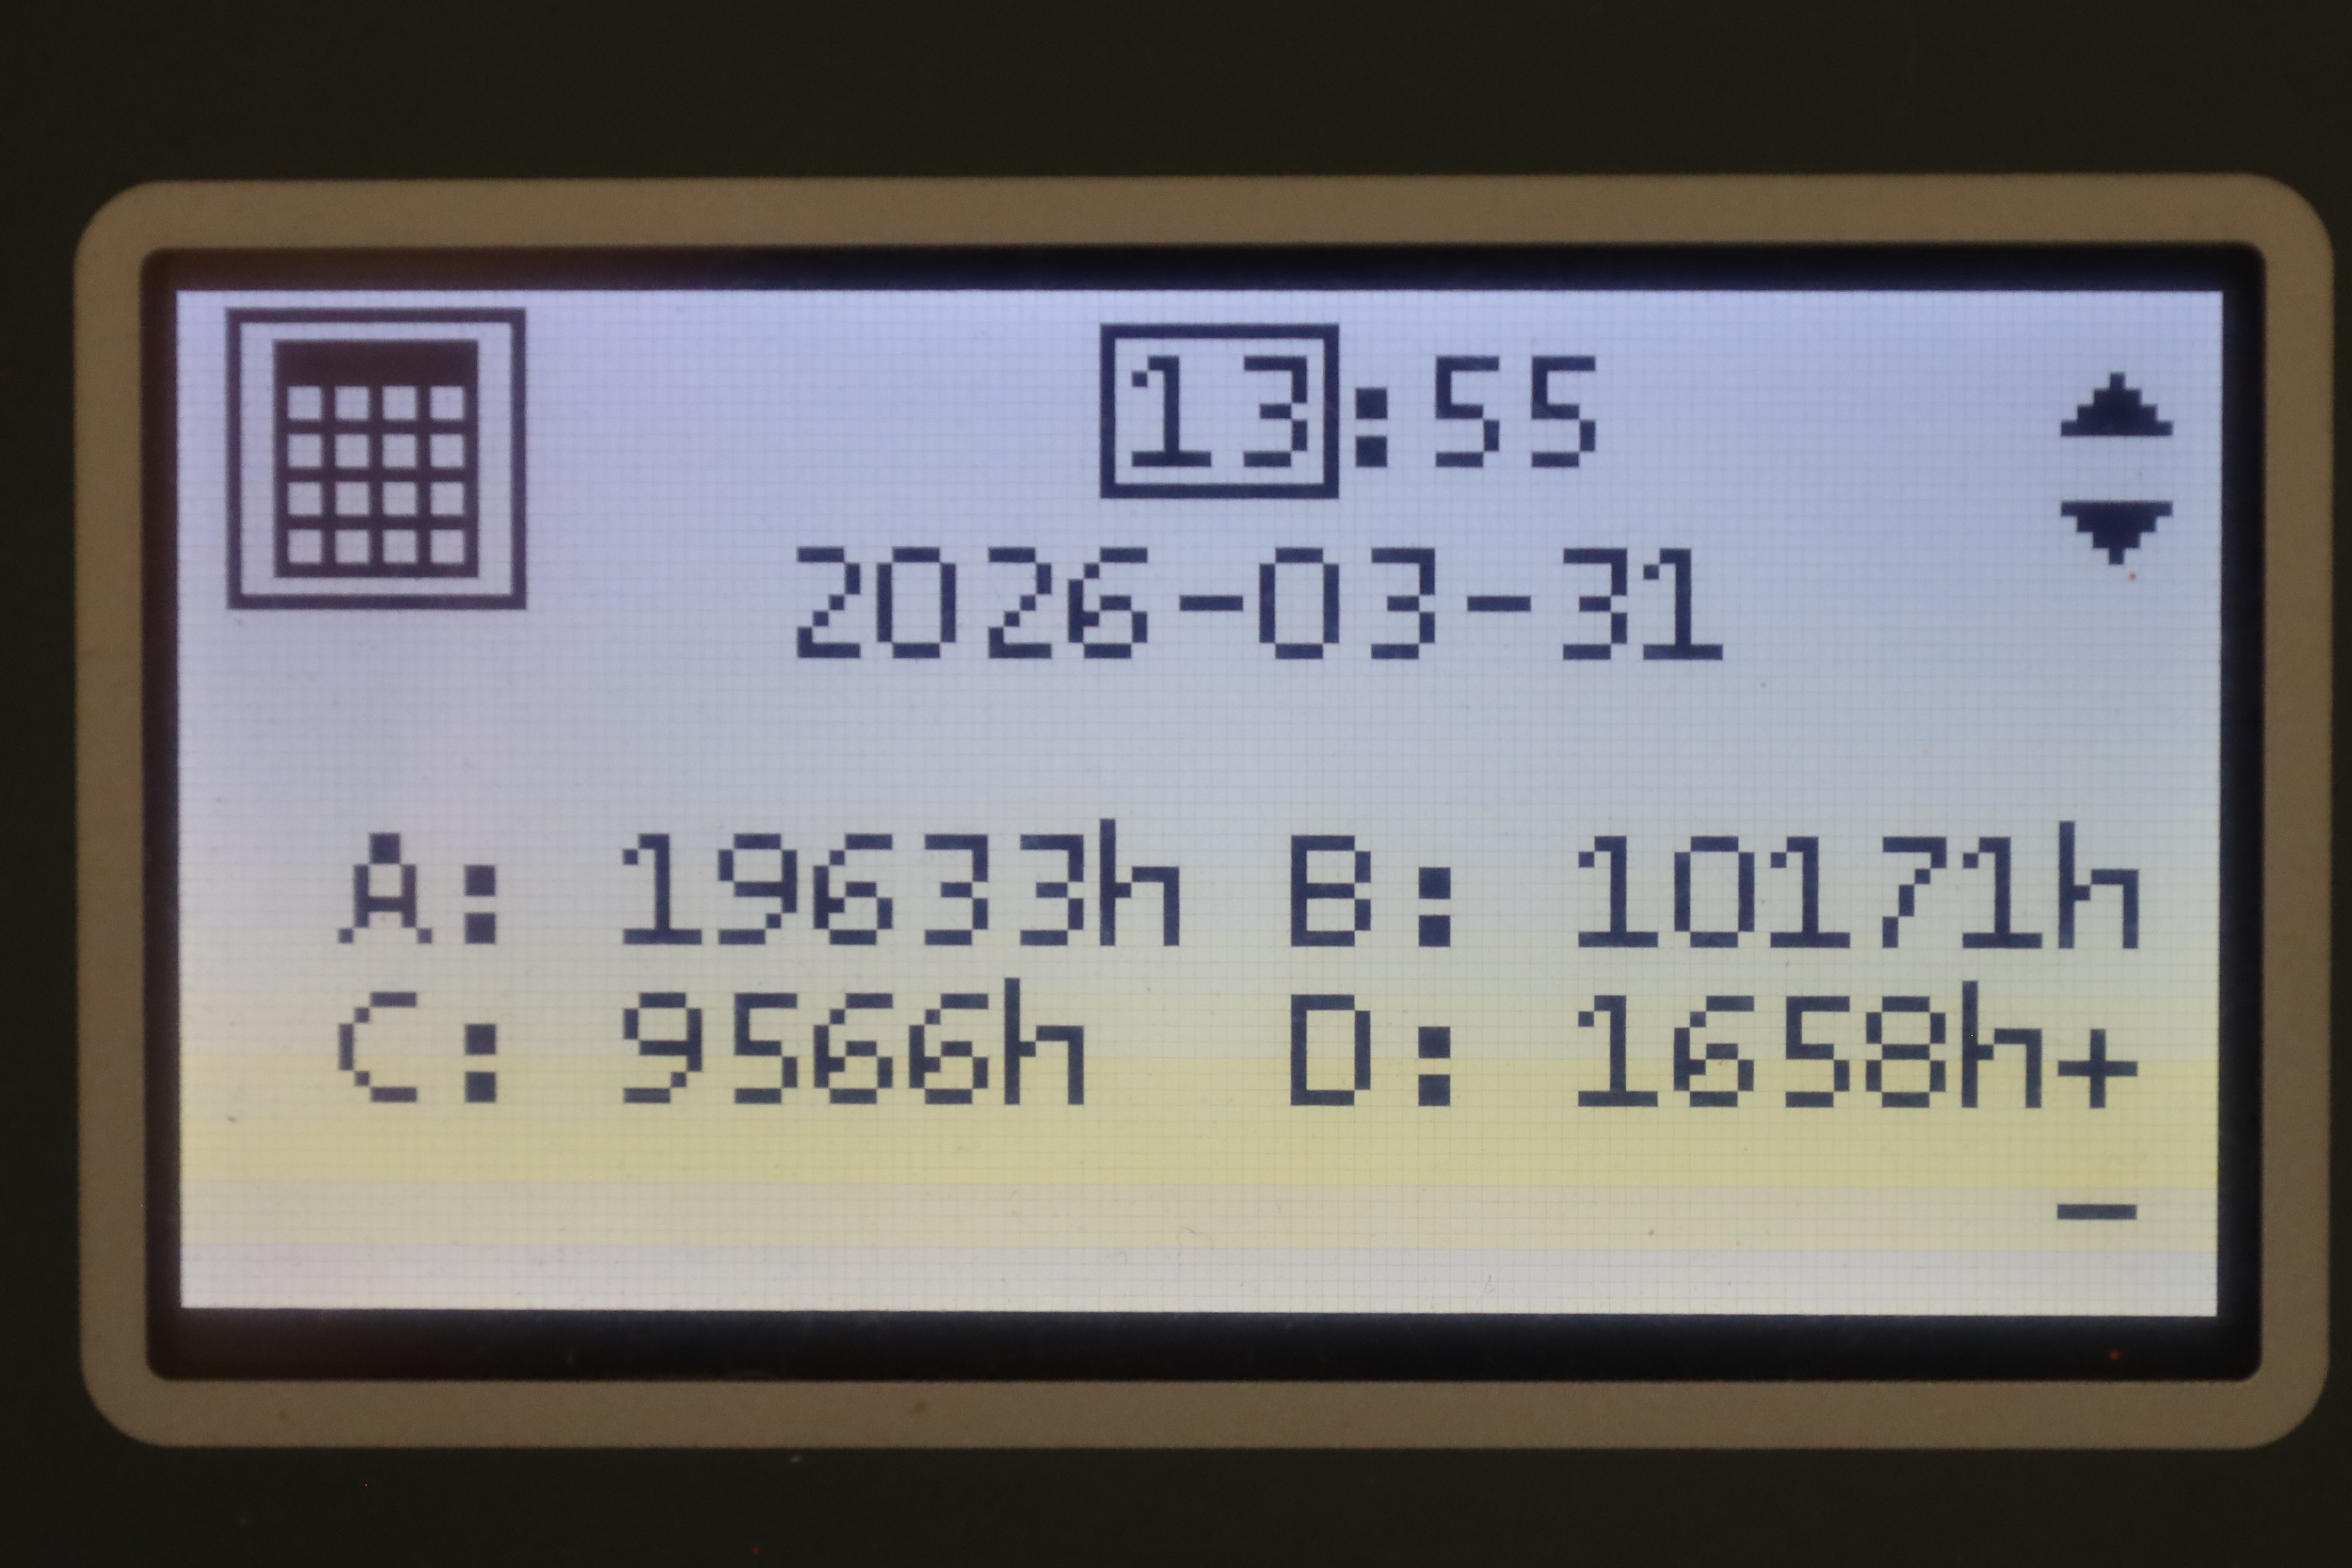 13:55
2026-03-31
A: 19633h B: 10171h
C: 9566h D: 1658h+
-